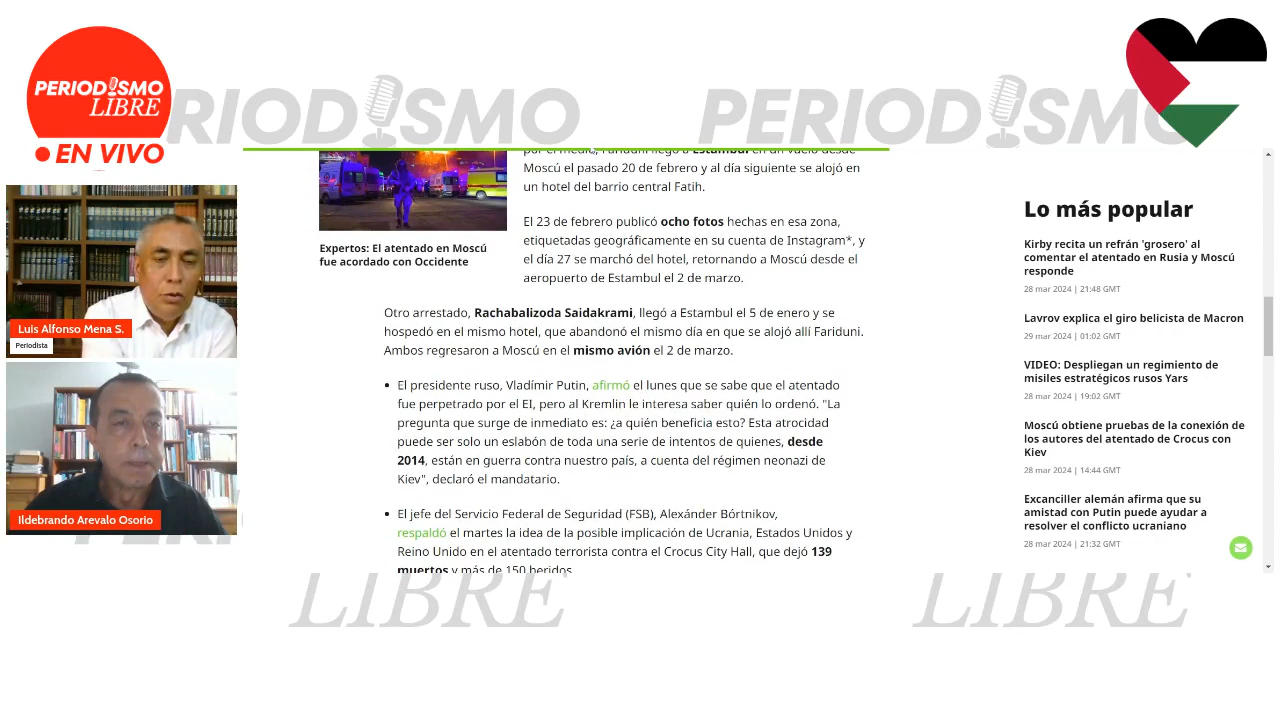 PERIODISMO
LIBRE
EN VIVO
RIODISMO
PERIODISMO
Luis Alfonso Mena S.
Periodista
Ildebrando Arevalo Osorio
Expertos: El atentado en Moscú
fue acordado con Occidente
por el medio, Fariduni llegó a Estambul en un vuelo desde
Moscú el pasado 20 de febrero y al día siguiente se alojó en
un hotel del barrio central Fatih.
El 23 de febrero publicó ocho fotos hechas en esa zona,
etiquetadas geográficamente en su cuenta de Instagram*, y
el día 27 se marchó del hotel, retornando a Moscú desde el
aeropuerto de Estambul el 2 de marzo.
Otro arrestado, Rachabalizoda Saidakrami, llegó a Estambul el 5 de enero y se
hospedó en el mismo hotel, que abandonó el mismo día en que se alojó allí Fariduni.
Ambos regresaron a Moscú en el mismo avión el 2 de marzo.
• El presidente ruso, Vladímir Putin, afirmó el lunes que se sabe que el atentado
fue perpetrado por el EI, pero al Kremlin le interesa saber quién lo ordenó. "La
pregunta que surge de inmediato es: ¿a quién beneficia esto? Esta atrocidad
puede ser solo un eslabón de toda una serie de intentos de quienes, desde
2014, están en guerra contra nuestro país, a cuenta del régimen neonazi de
Kiev", declaró el mandatario.
• El jefe del Servicio Federal de Seguridad (FSB), Alexánder Bórtnikov,
respaldó el martes la idea de la posible implicación de Ucrania, Estados Unidos y
Reino Unido en el atentado terrorista contra el Crocus City Hall, que dejó 139
muertos y más de 150 heridos.
Lo más popular
Kirby recita un refrán 'grosero' al
comentar el atentado en Rusia y Moscú
responde
28 mar 2024 | 21:48 GMT
Lavrov explica el giro belicista de Macron
29 mar 2024 | 01:02 GMT
VIDEO: Despliegan un regimiento de
misiles estratégicos rusos Yars
28 mar 2024 | 19:02 GMT
Moscú obtiene pruebas de la conexión de
los autores del atentado de Crocus con
Kiev
28 mar 2024 | 14:44 GMT
Excanciller alemán afirma que su
amistad con Putin puede ayudar a
resolver el conflicto ucraniano
28 mar 2024 | 21:32 GMT
LIBRE
LIBRE